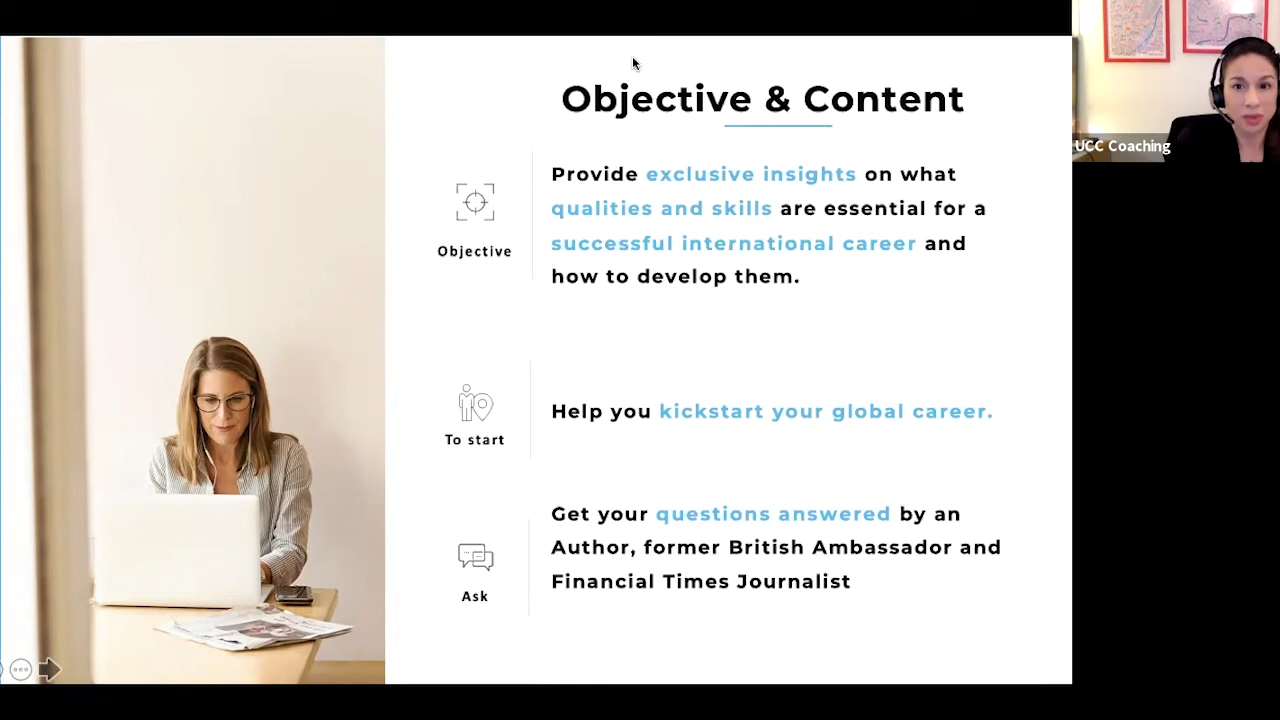 Objective & Content
Provide exclusive insights on what
qualities and skills are essential for a
successful international career and
how to develop them.
Objective
Help you kickstart your global career.
To start
Get your questions answered by an
Author, former British Ambassador and
Financial Times Journalist
Ask
UCC Coaching